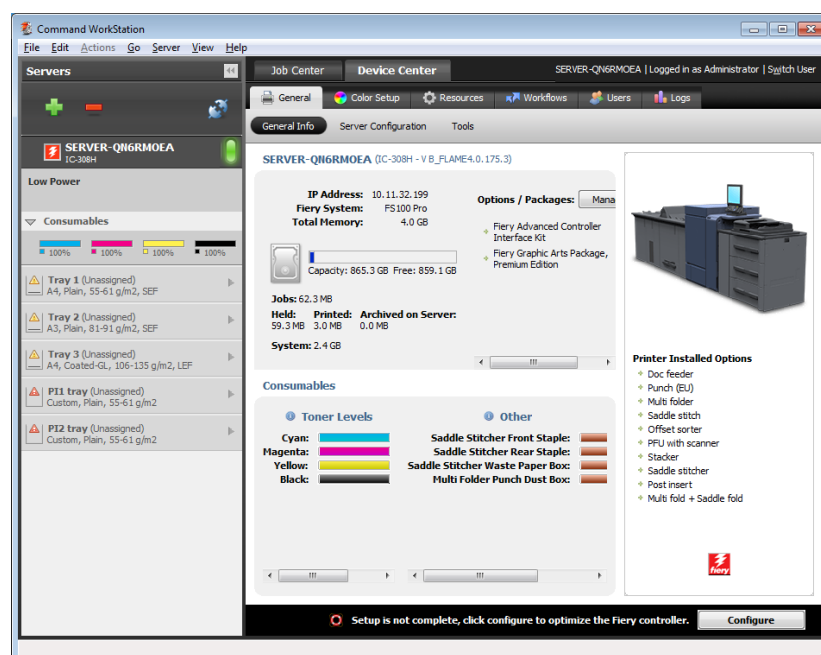 Command WorkStation
File Edit Actions Go Server View Help
Servers
SERVER-QN6RMOEA
IC-308H
Low Power
Consumables
100% 100% 100% 100%
Tray 1 (Unassigned)
A4, Plain, 55-61 g/m2, SEF
Tray 2 (Unassigned)
A3, Plain, 81-91 g/m2, SEF
Tray 3 (Unassigned)
A4, Coated-GL, 106-135 g/m2, LEF
PI1 tray (Unassigned)
Custom, Plain, 55-61 g/m2
PI2 tray (Unassigned)
Custom, Plain, 55-61 g/m2
Job Center Device Center SERVER-QN6RMOEA | Logged in as Administrator | Switch User
General Color Setup Resources Workflows Users Logs
General Info Server Configuration Tools
SERVER-QN6RMOEA (IC-308H - V B_FLAME4.0.175.3)
IP Address: 10.11.32.199
Fiery System: FS100 Pro
Total Memory: 4.0 GB
Capacity: 865.3 GB Free: 859.1 GB
Jobs: 62.3 MB
Held: Printed: Archived on Server:
59.3 MB 3.0 MB 0.0 MB
System: 2.4 GB
Options / Packages: Mana
Fiery Advanced Controller
Interface Kit
Fiery Graphic Arts Package,
Premium Edition
Consumables
Toner Levels
Cyan:
Magenta:
Yellow:
Black:
Other
Saddle Stitcher Front Staple:
Saddle Stitcher Rear Staple:
Saddle Stitcher Waste Paper Box:
Multi Folder Punch Dust Box:
Printer Installed Options
Doc feeder
Punch (EU)
Multi folder
Saddle stitch
Offset sorter
PFU with scanner
Stacker
Saddle stitcher
Post insert
Multi fold + Saddle fold
fiery
Setup is not complete, click configure to optimize the Fiery controller. Configure